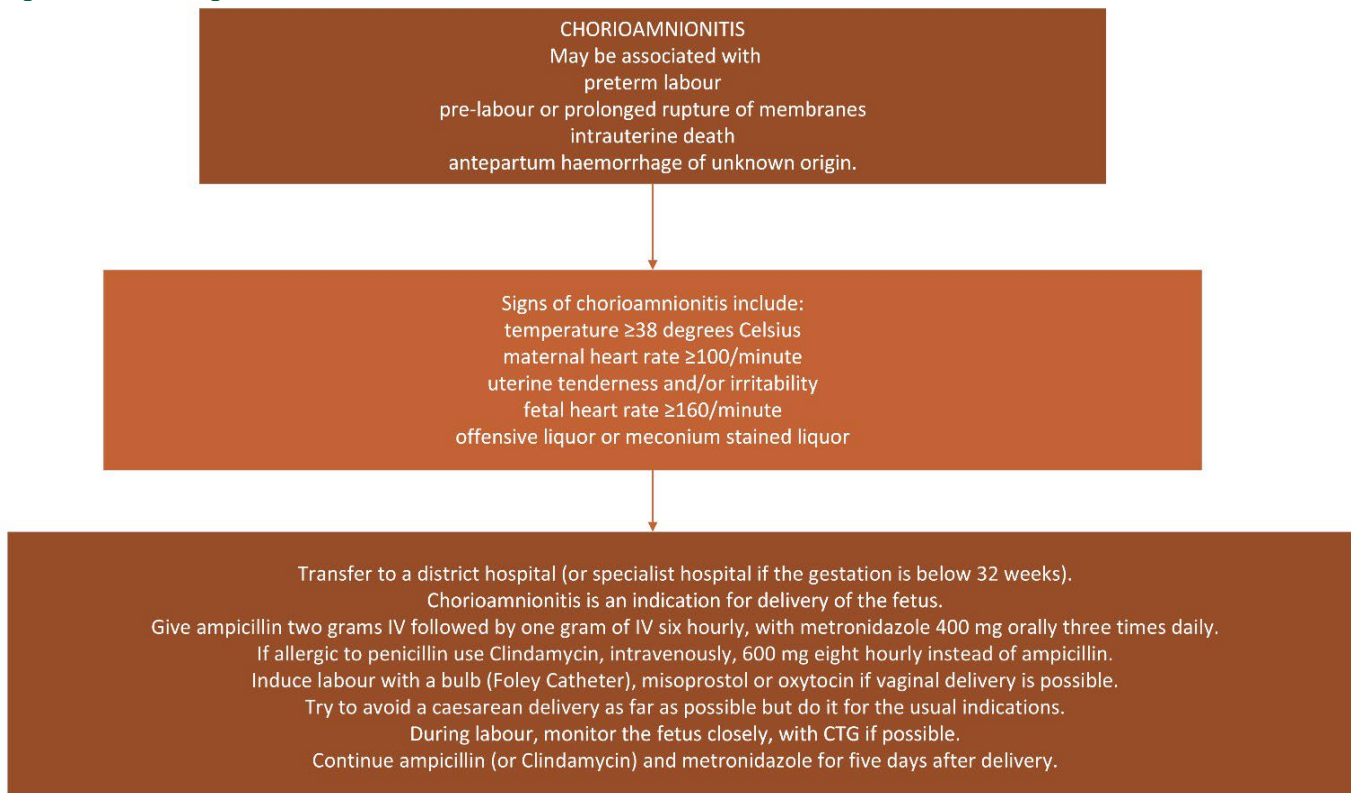 CHORIOAMNIONITIS
May be associated with
preterm labour
pre-labour or prolonged rupture of membranes
intrauterine death
antepartum haemorrhage of unknown origin.
Signs of chorioamnionitis include:
temperature ≥38 degrees Celsius
maternal heart rate ≥100/minute
uterine tenderness and/or irritability
fetal heart rate ≥160/minute
offensive liquor or meconium stained liquor
Transfer to a district hospital (or specialist hospital if the gestation is below 32 weeks).
Chorioamnionitis is an indication for delivery of the fetus.
Give ampicillin two grams IV followed by one gram of IV six hourly, with metronidazole 400 mg orally three times daily.
If allergic to penicillin use Clindamycin, intravenously, 600 mg eight hourly instead of ampicillin.
Induce labour with a bulb (Foley Catheter), misoprostol or oxytocin if vaginal delivery is possible.
Try to avoid a caesarean delivery as far as possible but do it for the usual indications.
During labour, monitor the fetus closely, with CTG if possible.
Continue ampicillin (or Clindamycin) and metronidazole for five days after delivery.